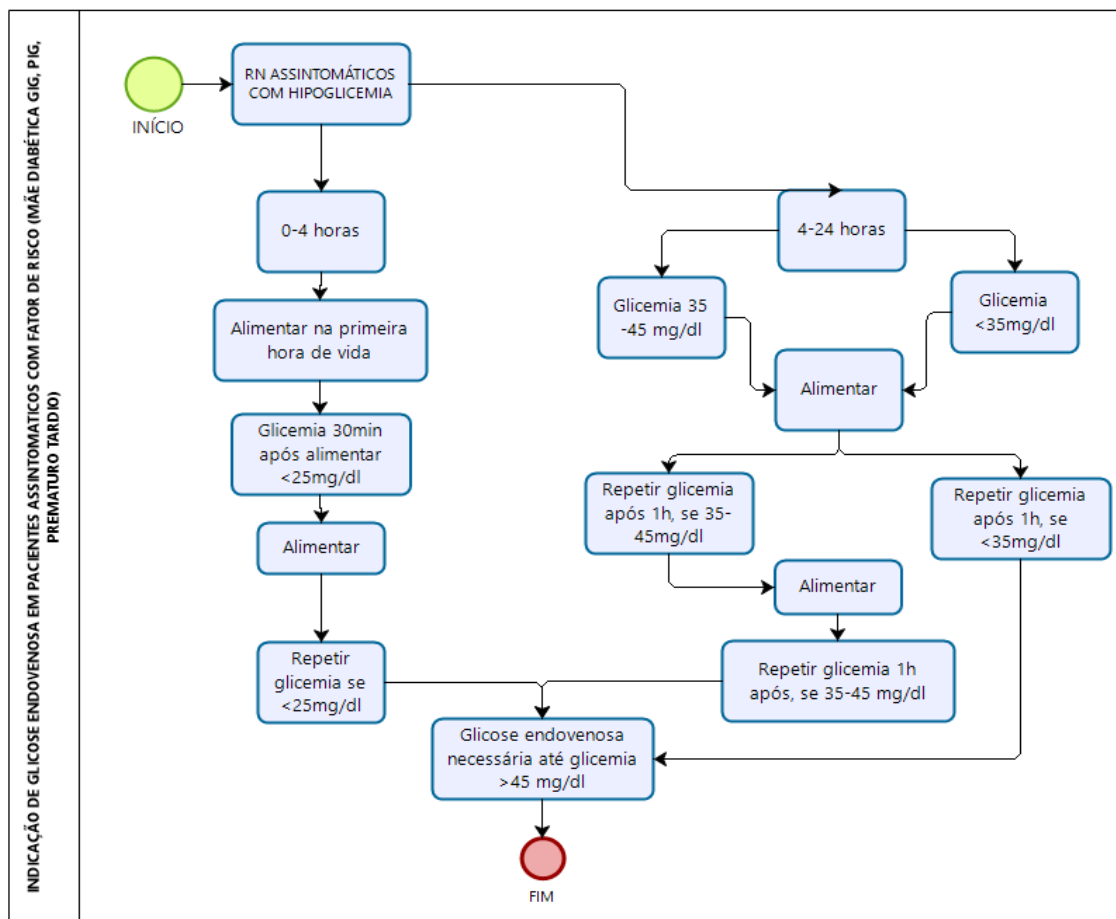 INDICAÇÃO DE GLICOSE ENDOVENOSA EM PACIENTES ASSINTOMATICOS COM FATOR DE RISCO (MÃE DIABÉTICA GIG, PIG,
PREMATURO TARDIO)
INÍCIO
RN ASSINTOMÁTICOS
COM HIPOGLICEMIA
0-4 horas
Alimentar na primeira
hora de vida
Glicemia 30min
após alimentar
<25mg/dl
Alimentar
Repetir
glicemia se
<25mg/dl
4-24 horas
Glicemia 35
-45 mg/dl
Glicemia
<35mg/dl
Alimentar
Repetir glicemia
após 1h, se 35-
45mg/dl
Repetir glicemia
após 1h, se
<35mg/dl
Alimentar
Repetir glicemia 1h
após, se 35-45 mg/dl
Glicose endovenosa
necessária até glicemia
>45 mg/dl
FIM